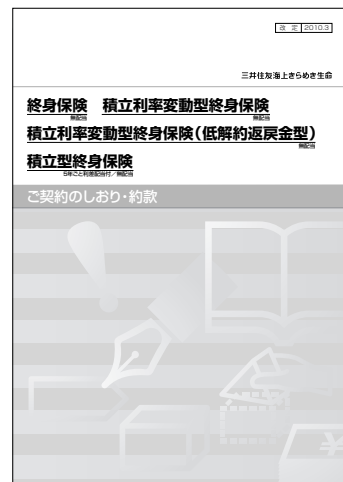 改 定 2010.3
三井住友海上きらめき生命
終身保険 積立利率変動型終身保険
無配当 無配当
積立利率変動型終身保険(低解約返戻金型)
無配当
積立型終身保険
5年ごと利差配当付/無配当
ご契約のしおり・約款